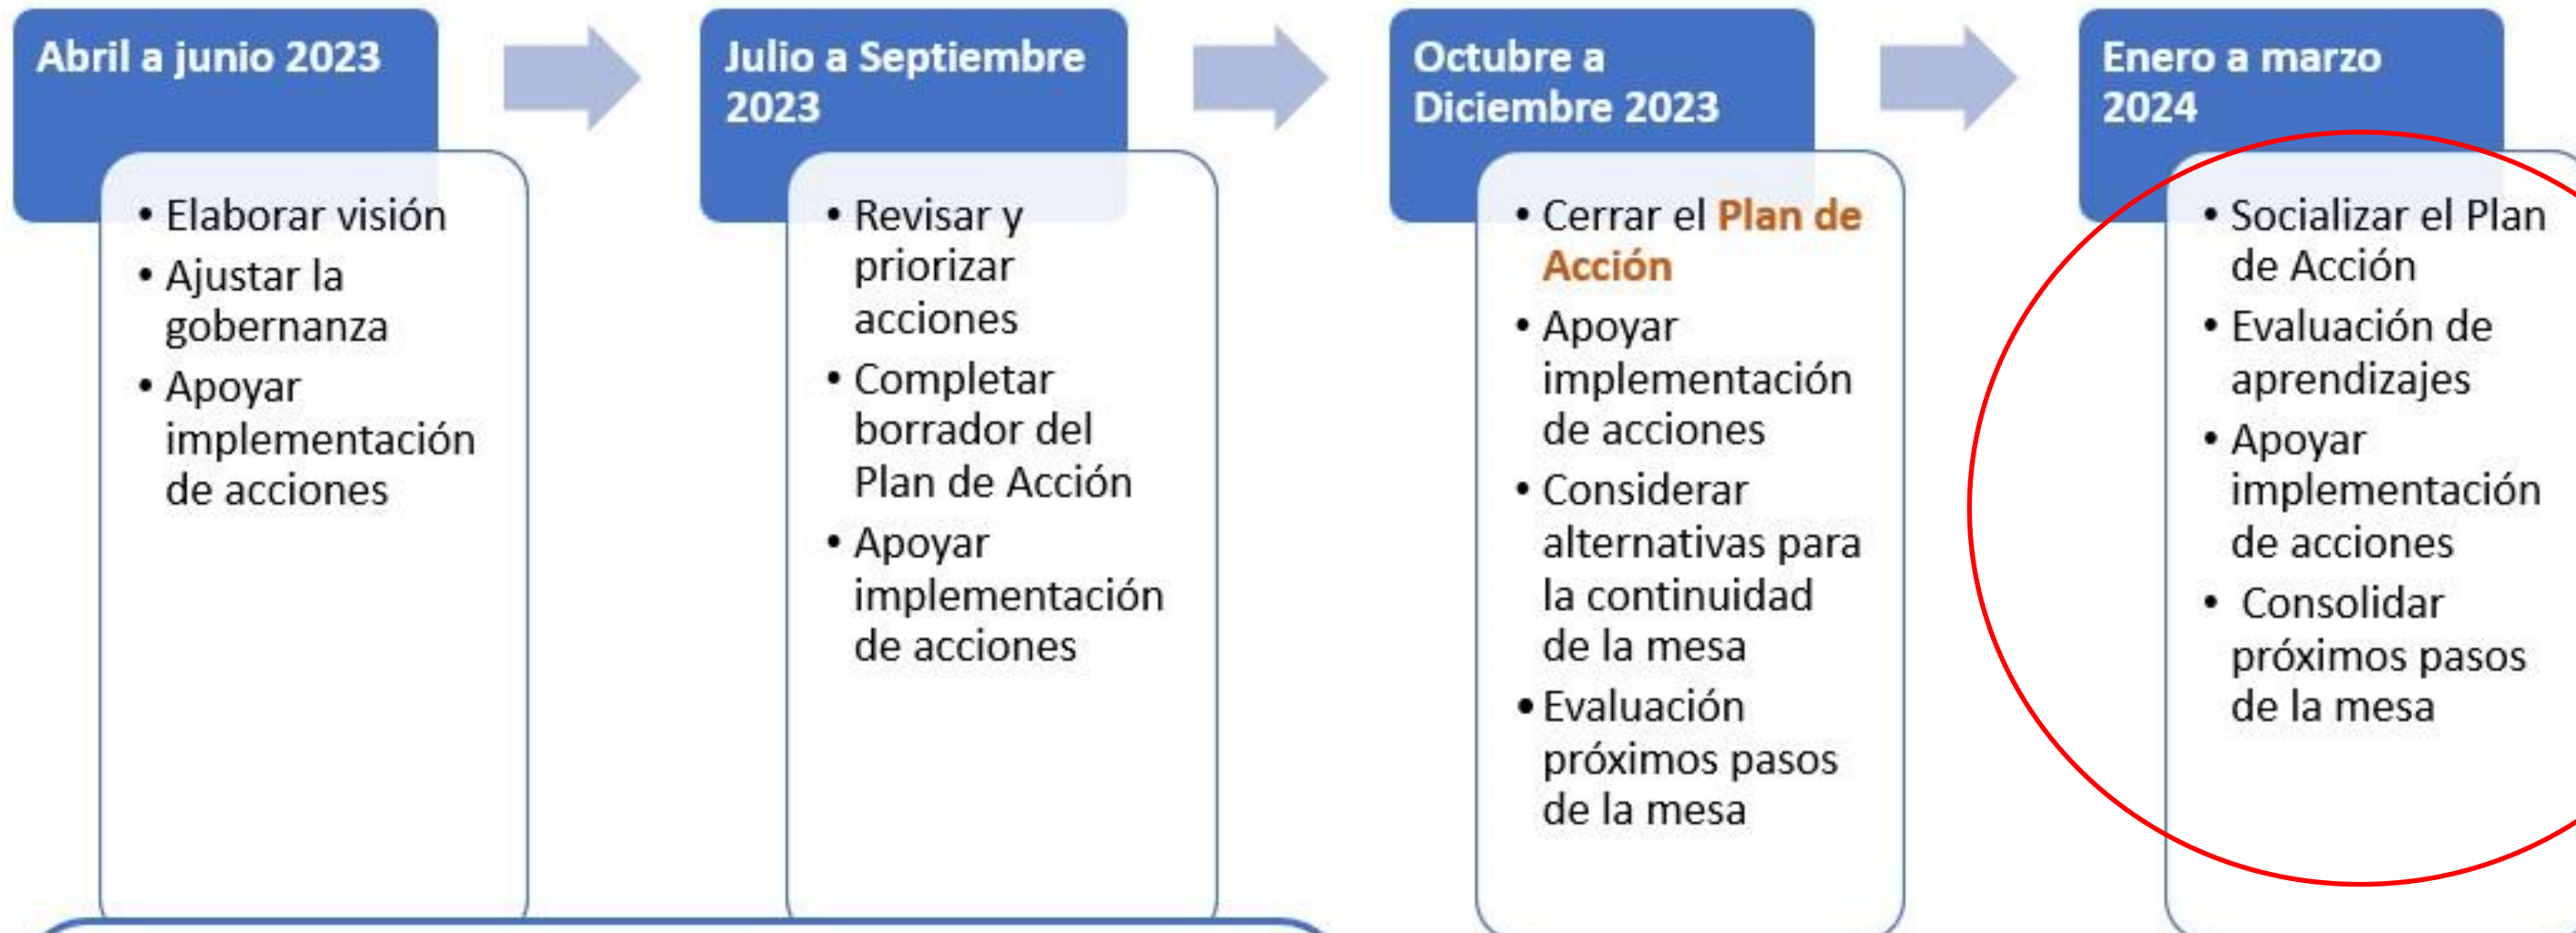 Abril a junio 2023
• Elaborar visión
• Ajustar la
gobernanza
• Apoyar
implementación
de acciones
Julio a Septiembre
2023
• Revisar y
priorizar
acciones
• Completar
borrador del
Plan de Acción
• Apoyar
implementación
de acciones
Octubre a
Diciembre 2023
• Cerrar el Plan de
Acción
• Apoyar
implementación
de acciones
• Considerar
alternativas para
la continuidad
de la mesa
• Evaluación
próximos pasos
de la mesa
Enero a marzo
2024
• Socializar el Plan
de Acción
• Evaluación de
aprendizajes
• Apoyar
implementación
de acciones
• Consolidar
próximos pasos
de la mesa